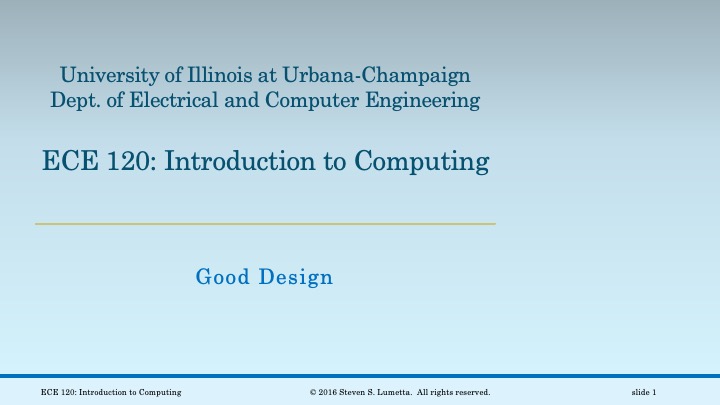 University of Illinois at Urbana-Champaign
Dept. of Electrical and Computer Engineering
ECE 120: Introduction to Computing
Good Design
ECE 120: Introduction to Computing
© 2016 Steven S. Lumetta.  All rights reserved.
slide 1